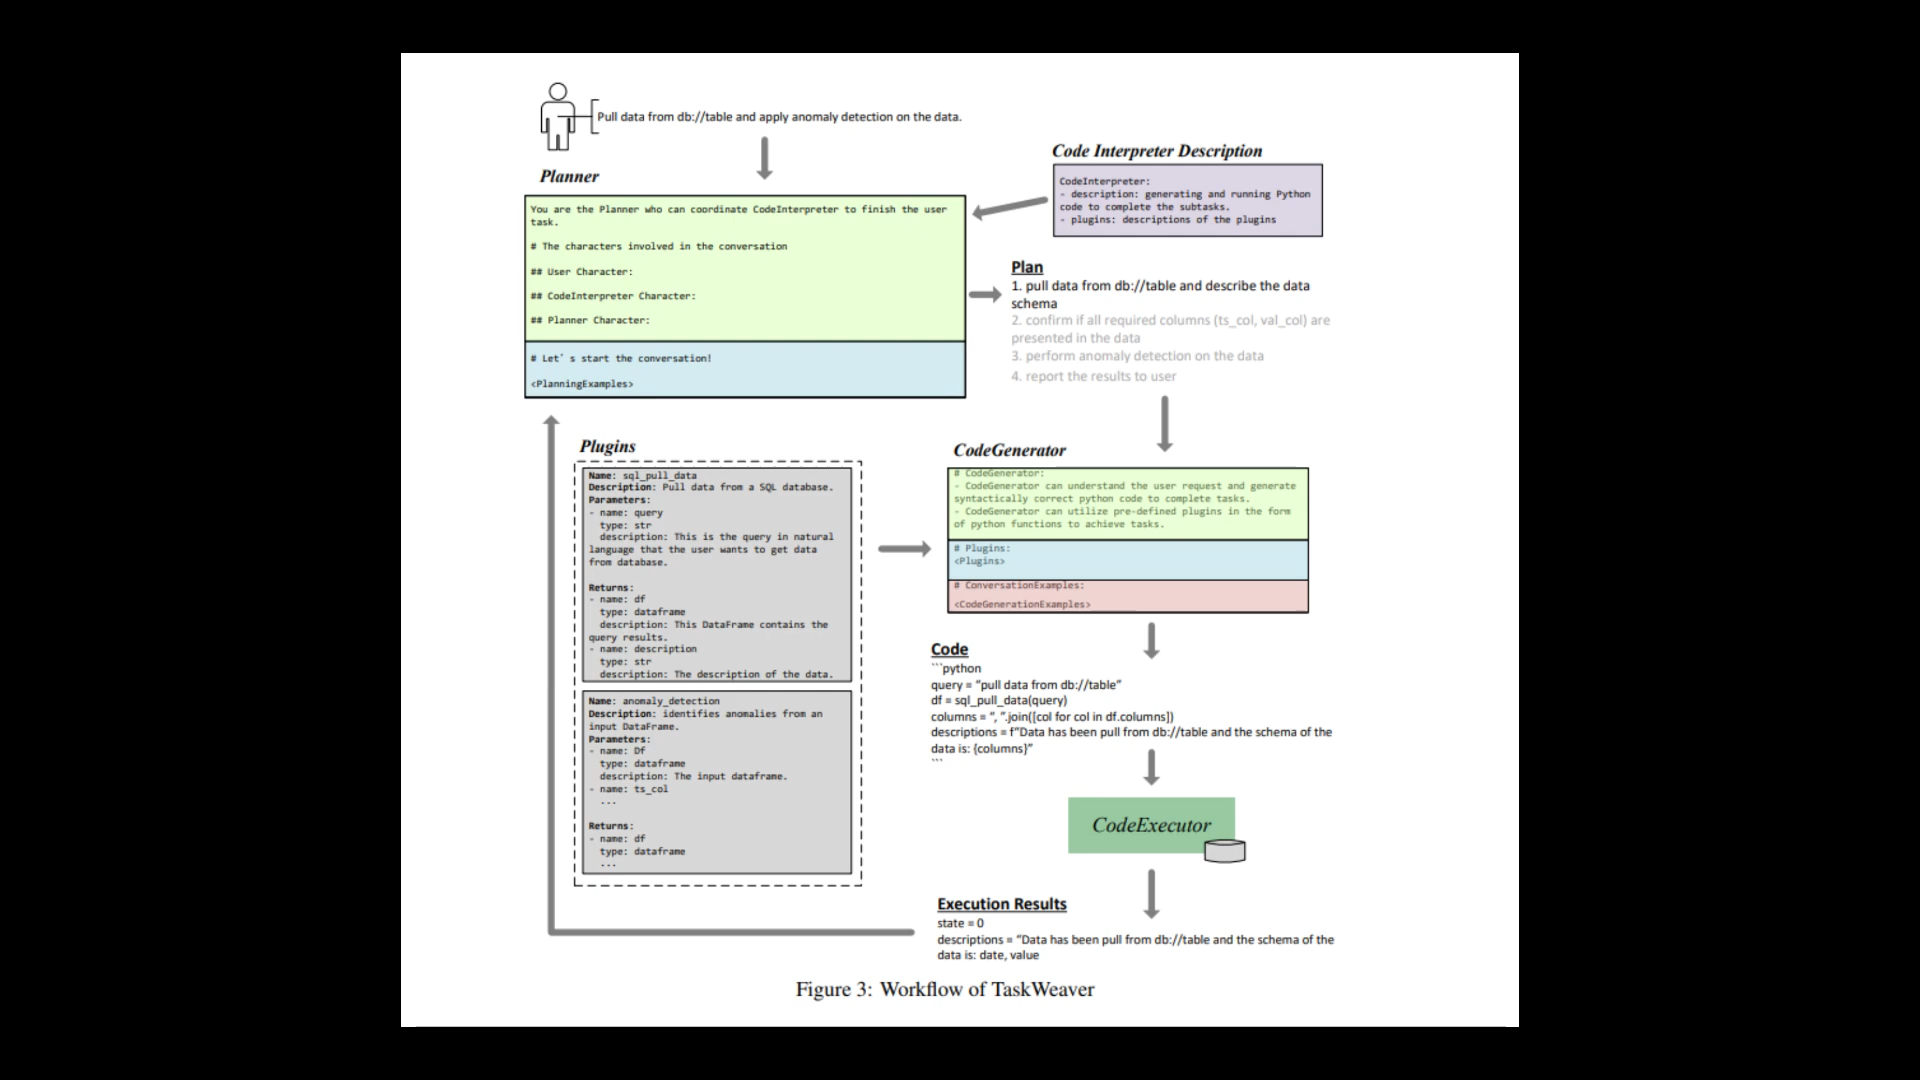 Pull data from db://table and apply anomaly detection on the data.
Code Interpreter Description
CodeInterpreter:
- description: generating and running Python
code to complete the subtasks.
- plugins: descriptions of the plugins
Planner
You are the Planner who can coordinate CodeInterpreter to finish the user
task.
# The characters involved in the conversation
## User Character:
## CodeInterpreter Character:
## Planner Character:
# Let's start the conversation!
<PlanningExamples>
Plan
1. pull data from db://table and describe the data
schema
2. confirm if all required columns (ts_col, val_col) are
presented in the data
3. perform anomaly detection on the data
4. report the results to user
Plugins
Name: sql_pull_data
Description: Pull data from a SQL database.
Parameters:
- name: query
type: str
description: This is the query in natural
language that the user wants to get data
from database.
Returns:
- name: df
type: dataframe
description: This DataFrame contains the
query results.
- name: description
type: str
description: The description of the data.
Name: anomaly_detection
Description: identifies anomalies from an
input DataFrame.
Parameters:
- name: Df
type: dataframe
description: The input dataframe.
- name: ts_col
...
Returns:
- name: df
type: dataframe
...
CodeGenerator
# CodeGenerator:
- CodeGenerator can understand the user request and generate
syntactically correct python code to complete tasks.
- CodeGenerator can utilize pre-defined plugins in the form
of python functions to achieve tasks.
# Plugins:
<Plugins>
# ConversationExamples:
<CodeGenerationExamples>
Code
```python
query = "pull data from db://table"
df = sql_pull_data(query)
columns = ", ".join([col for col in df.columns])
descriptions = f"Data has been pull from db://table and the schema of the
data is: {columns}"
```
CodeExecutor
Execution Results
state = 0
descriptions = "Data has been pull from db://table and the schema of the
data is: date, value
Figure 3: Workflow of TaskWeaver